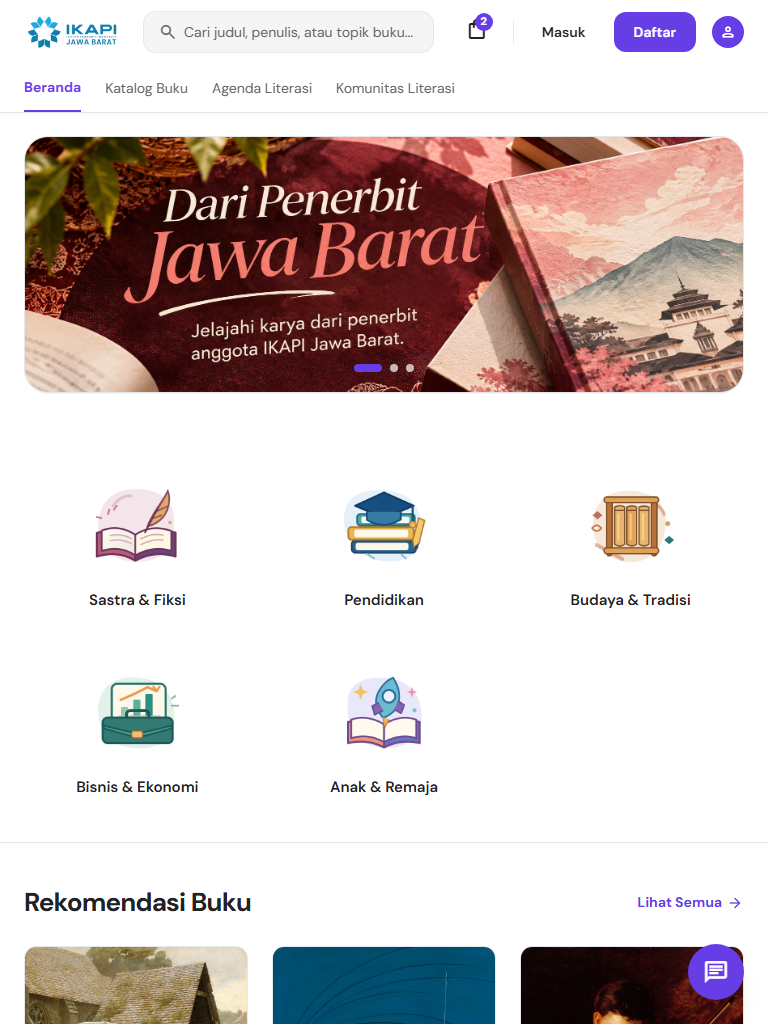 IKAPI
JAWA BARAT
Cari judul, penulis, atau topik buku...
2
Masuk
Daftar
Beranda
Katalog Buku
Agenda Literasi
Komunitas Literasi
Dari Penerbit
Jawa Barat
Jelajahi karya dari penerbit
anggota IKAPI Jawa Barat.
Sastra & Fiksi
Pendidikan
Budaya & Tradisi
Bisnis & Ekonomi
Anak & Remaja
Rekomendasi Buku
Lihat Semua →